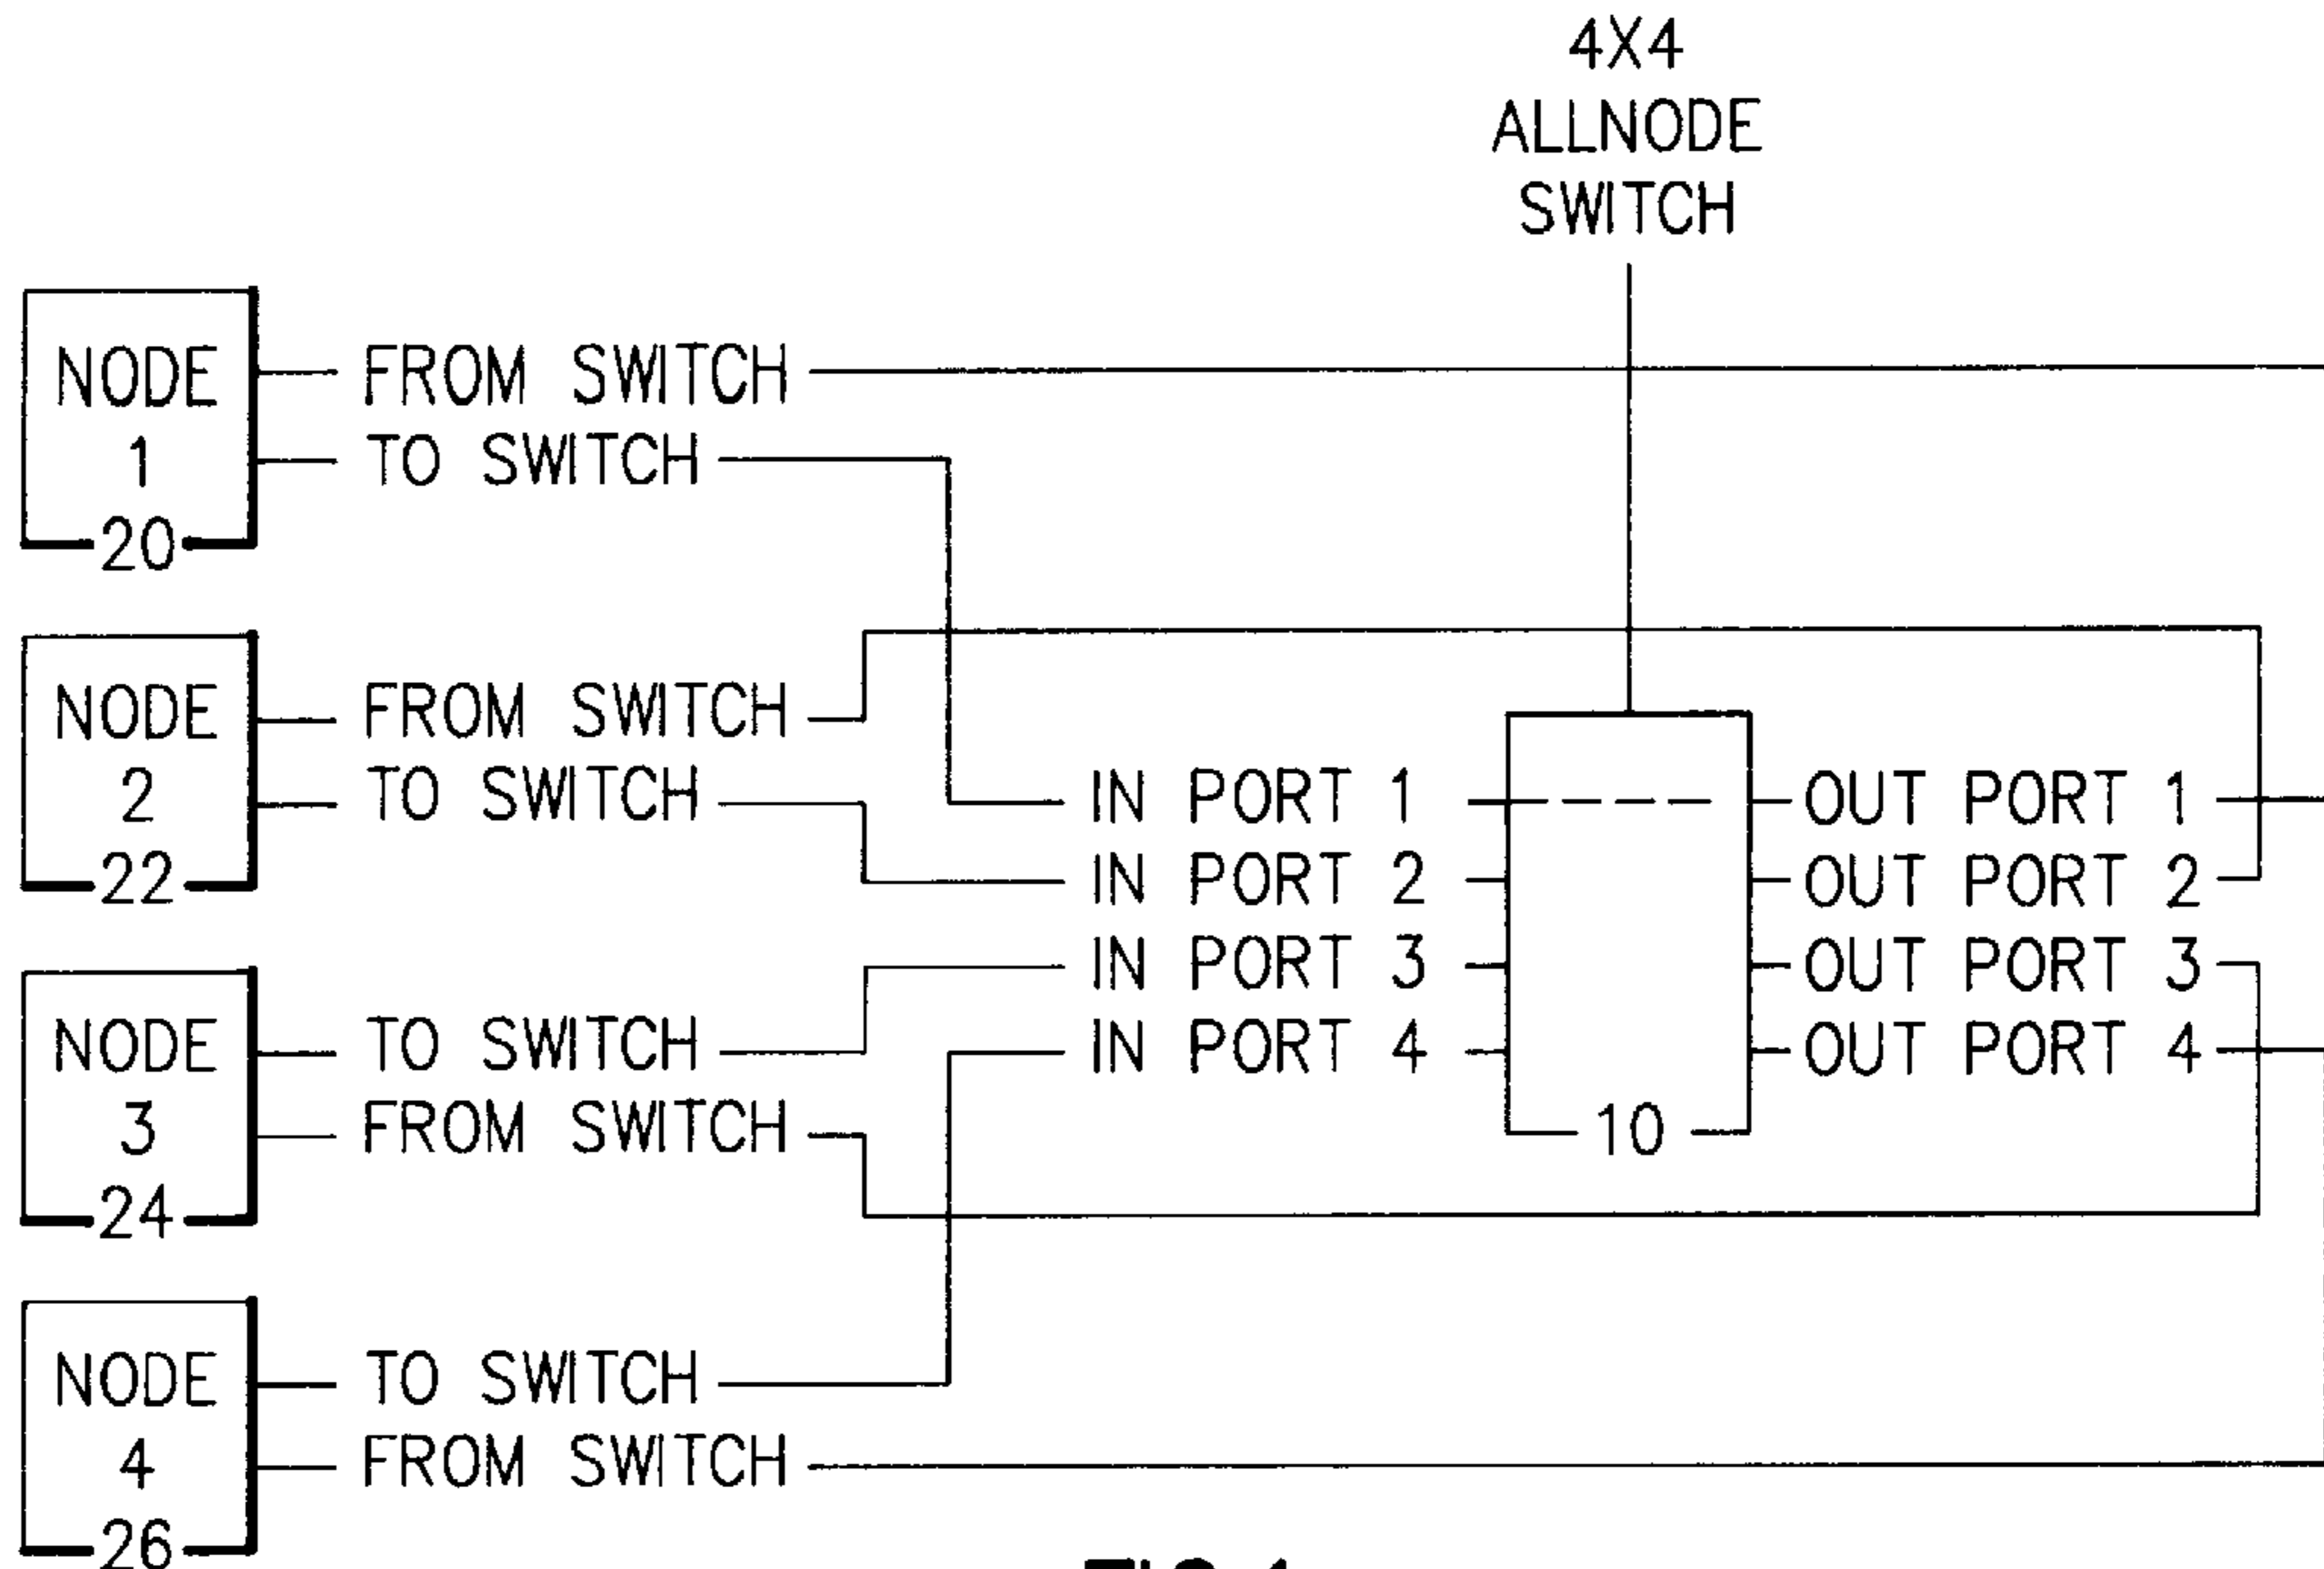 4X4
ALLNODE
SWITCH
NODE
1
20
FROM SWITCH
TO SWITCH
NODE
2
22
FROM SWITCH
TO SWITCH
NODE
3
24
TO SWITCH
FROM SWITCH
NODE
4
26
TO SWITCH
FROM SWITCH
IN PORT 1
IN PORT 2
IN PORT 3
IN PORT 4
10
OUT PORT 1
OUT PORT 2
OUT PORT 3
OUT PORT 4